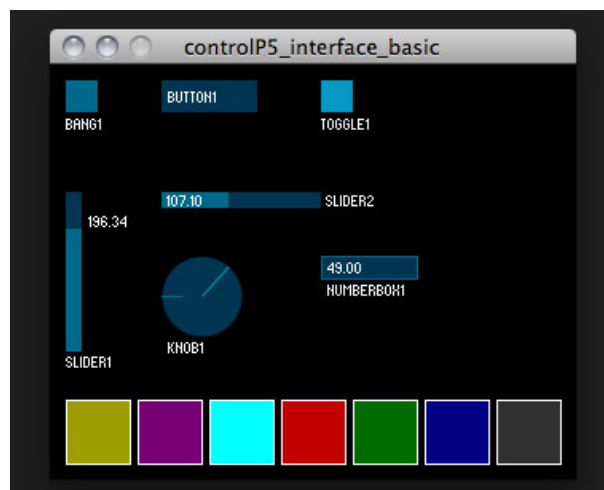 controlP5_interface_basic
BUTTON1
BANG1
TOGGLE1
107.10
SLIDER2
196.34
49.00
NUMBERBOX1
KNOB1
SLIDER1